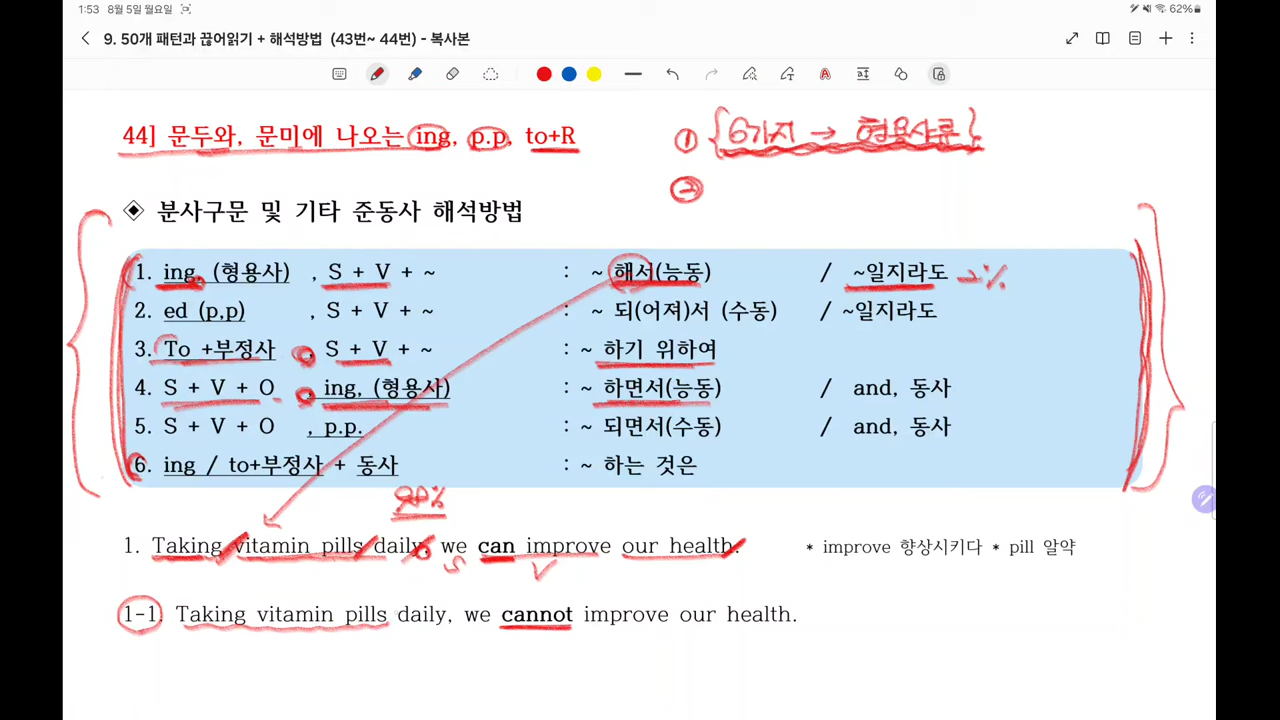 1:53 8월 5일 월요일 62%
9. 50개 패턴과 끊어읽기 + 해석방법 (43번~ 44번) - 복사본
44] 문두와, 문미에 나오는 ing, p.p, to+R ① {6가지 → 형용사류}
②
◈ 분사구문 및 기타 준동사 해석방법
1. ing, (형용사) , S + V + ~ : ~ 해서(능동) / ~일지라도 2%
2. ed (p,p) , S + V + ~ : ~ 되(어져)서 (수동) / ~일지라도
3. To +부정사 , S + V + ~ : ~ 하기 위하여
4. S + V + O , ing, (형용사) : ~ 하면서(능동) / and, 동사
5. S + V + O , p.p. : ~ 되면서(수동) / and, 동사
6. ing / to+부정사 + 동사 : ~ 하는 것은
98%
1. Taking vitamin pills daily, we can improve our health. * improve 향상시키다 * pill 알약
S V
1-1. Taking vitamin pills daily, we cannot improve our health.